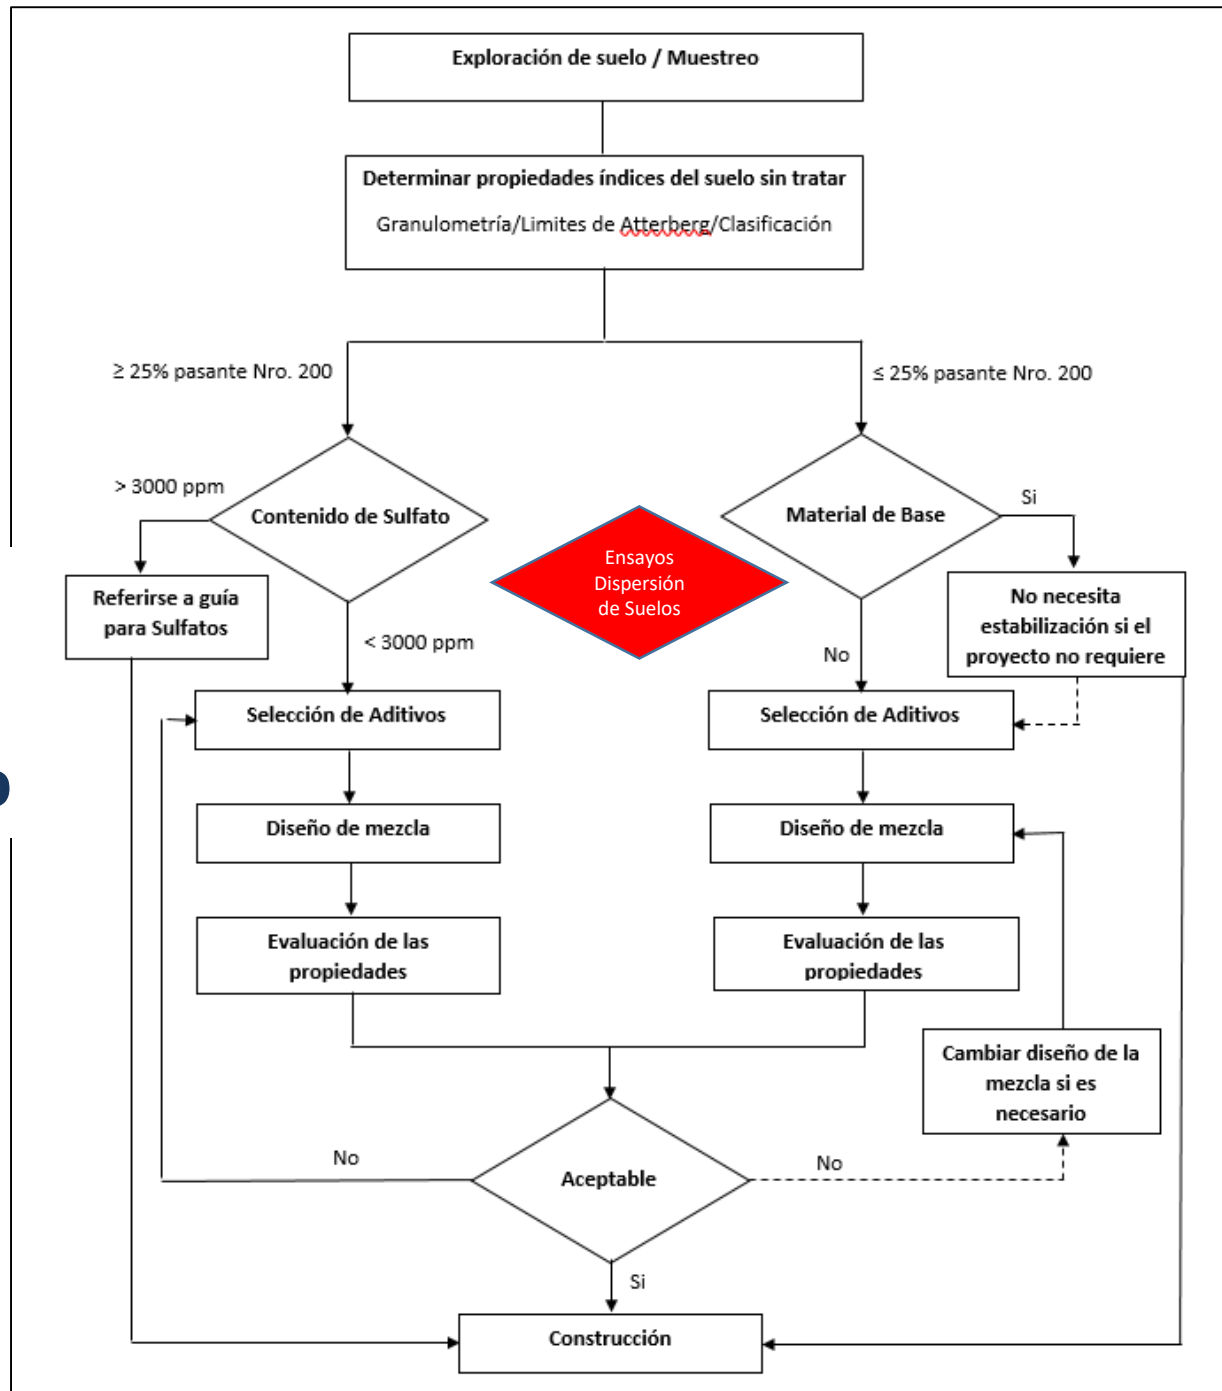 Exploración de suelo / Muestreo
Determinar propiedades índices del suelo sin tratar
Granulometría/Limites de Atterberg/Clasificación
≥ 25% pasante Nro. 200
≤ 25% pasante Nro. 200
> 3000 ppm
Contenido de Sulfato
Material de Base
Si
Ensayos
Dispersión
de Suelos
Referirse a guía
para Sulfatos
No necesita
estabilización si el
proyecto no requiere
< 3000 ppm
No
Selección de Aditivos
Selección de Aditivos
Diseño de mezcla
Diseño de mezcla
Evaluación de las
propiedades
Evaluación de las
propiedades
Cambiar diseño de la
mezcla si es
necesario
No
Aceptable
No
Si
Construcción